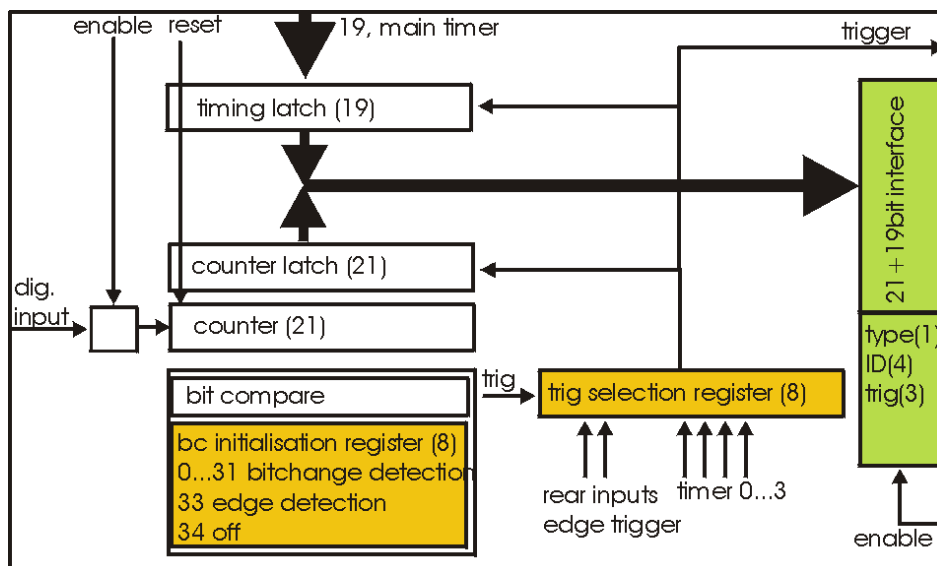 enable reset
19, main timer
trigger
timing latch (19)
21+19bit interface
counter latch (21)
dig.
input
counter (21)
type(1)
ID(4)
trig(3)
trig
bit compare
trig selection register (8)
bc initialisation register (8)
0...31 bitchange detection
33 edge detection
34 off
rear inputs
edge trigger
timer 0...3
enable